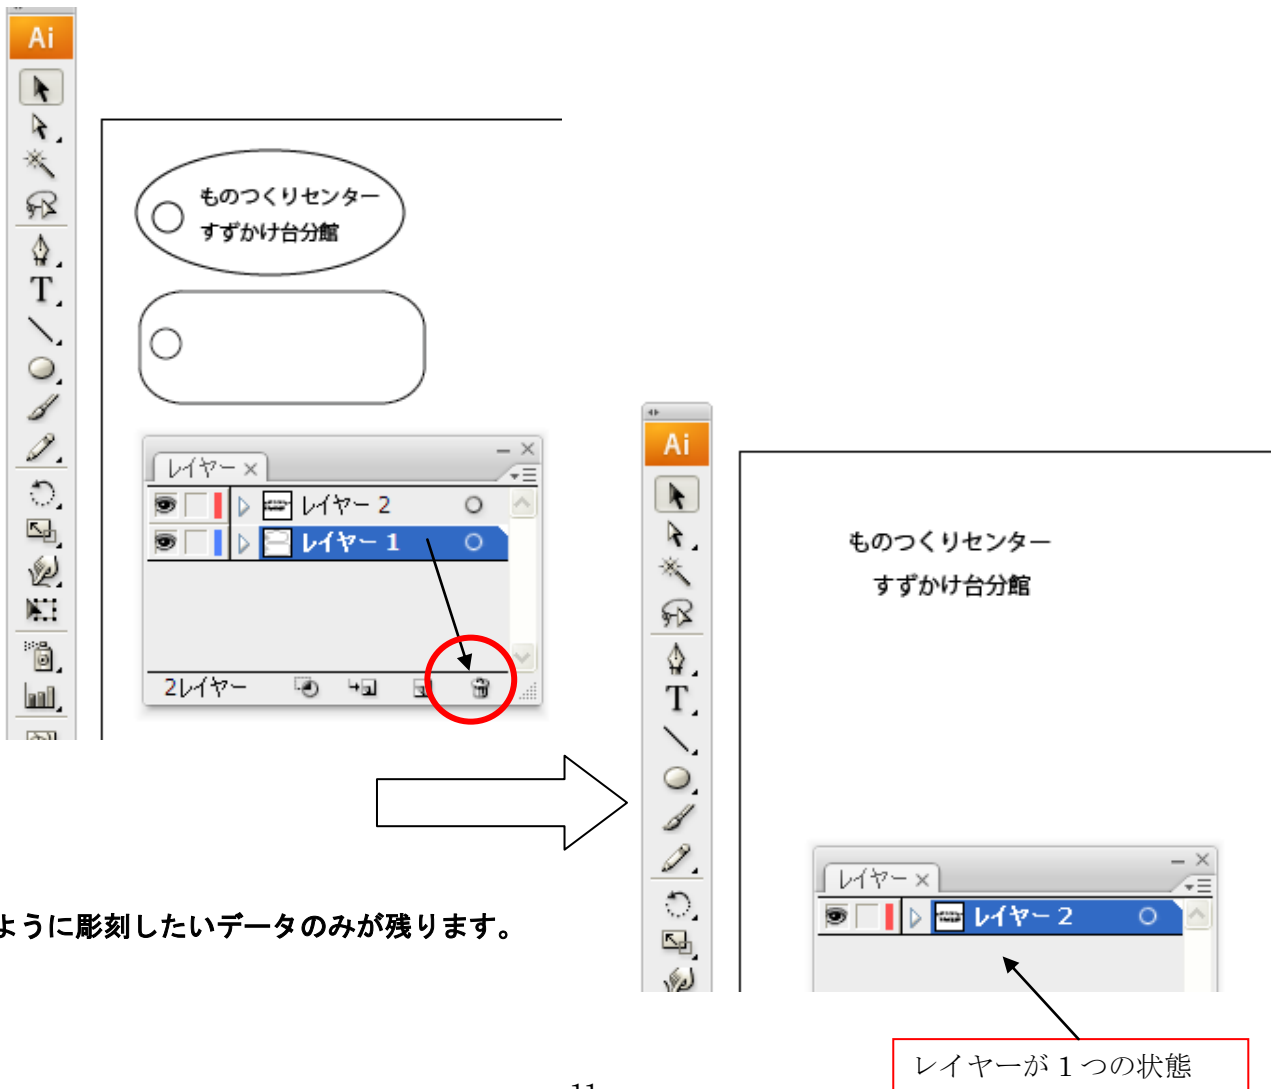 Ai
ものつくりセンター
すずかけ台分館
レイヤー ×
レイヤー 2
レイヤー 1
2レイヤー
Ai
ものつくりセンター
すずかけ台分館
レイヤー ×
レイヤー 2
ように彫刻したいデータのみが残ります。
レイヤーが 1 つの状態
11